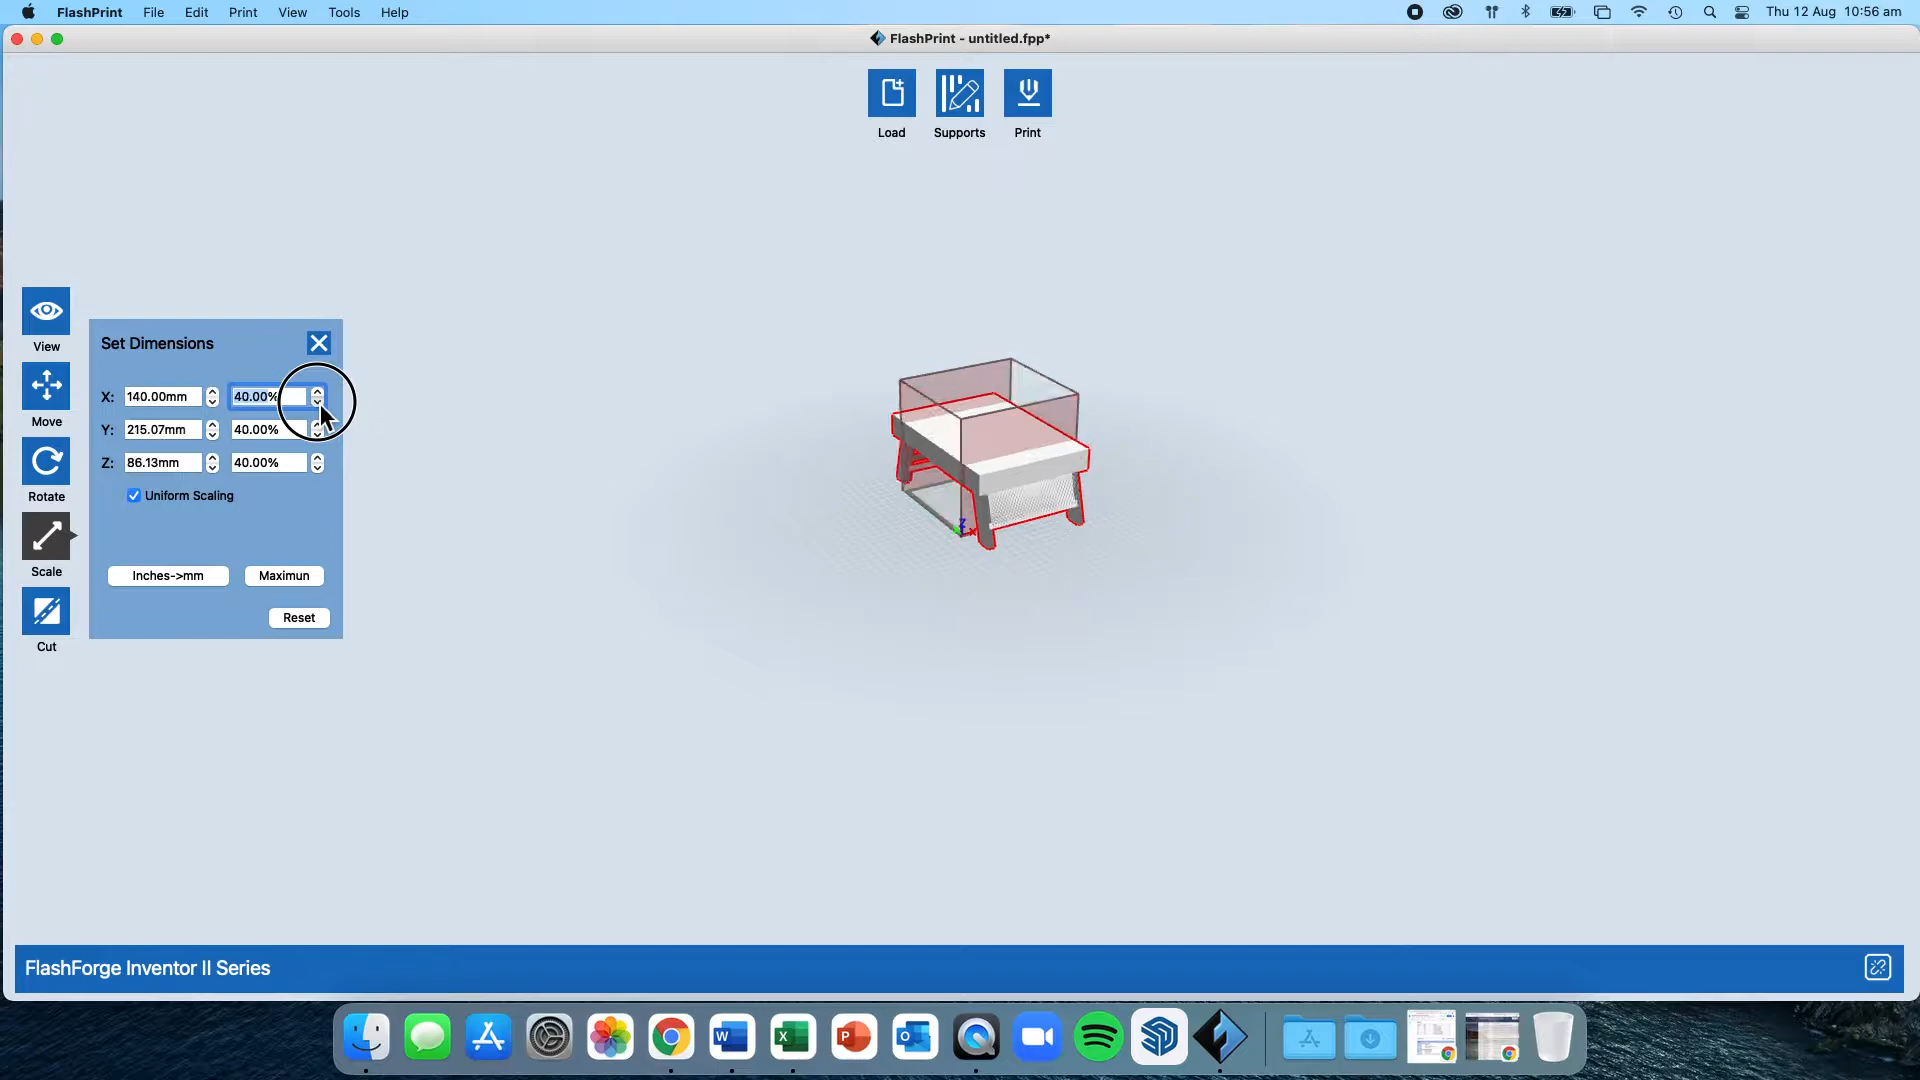 FlashPrint File Edit Print View Tools Help Thu 12 Aug 10:56 am
FlashPrint - untitled.fpp*
Load Supports Print
View
Move
Rotate
Scale
Cut
Set Dimensions
X: 140.00mm 40.00%
Y: 215.07mm 40.00%
Z: 86.13mm 40.00%
Uniform Scaling
Inches->mm Maximun
Reset
Z
FlashForge Inventor II Series